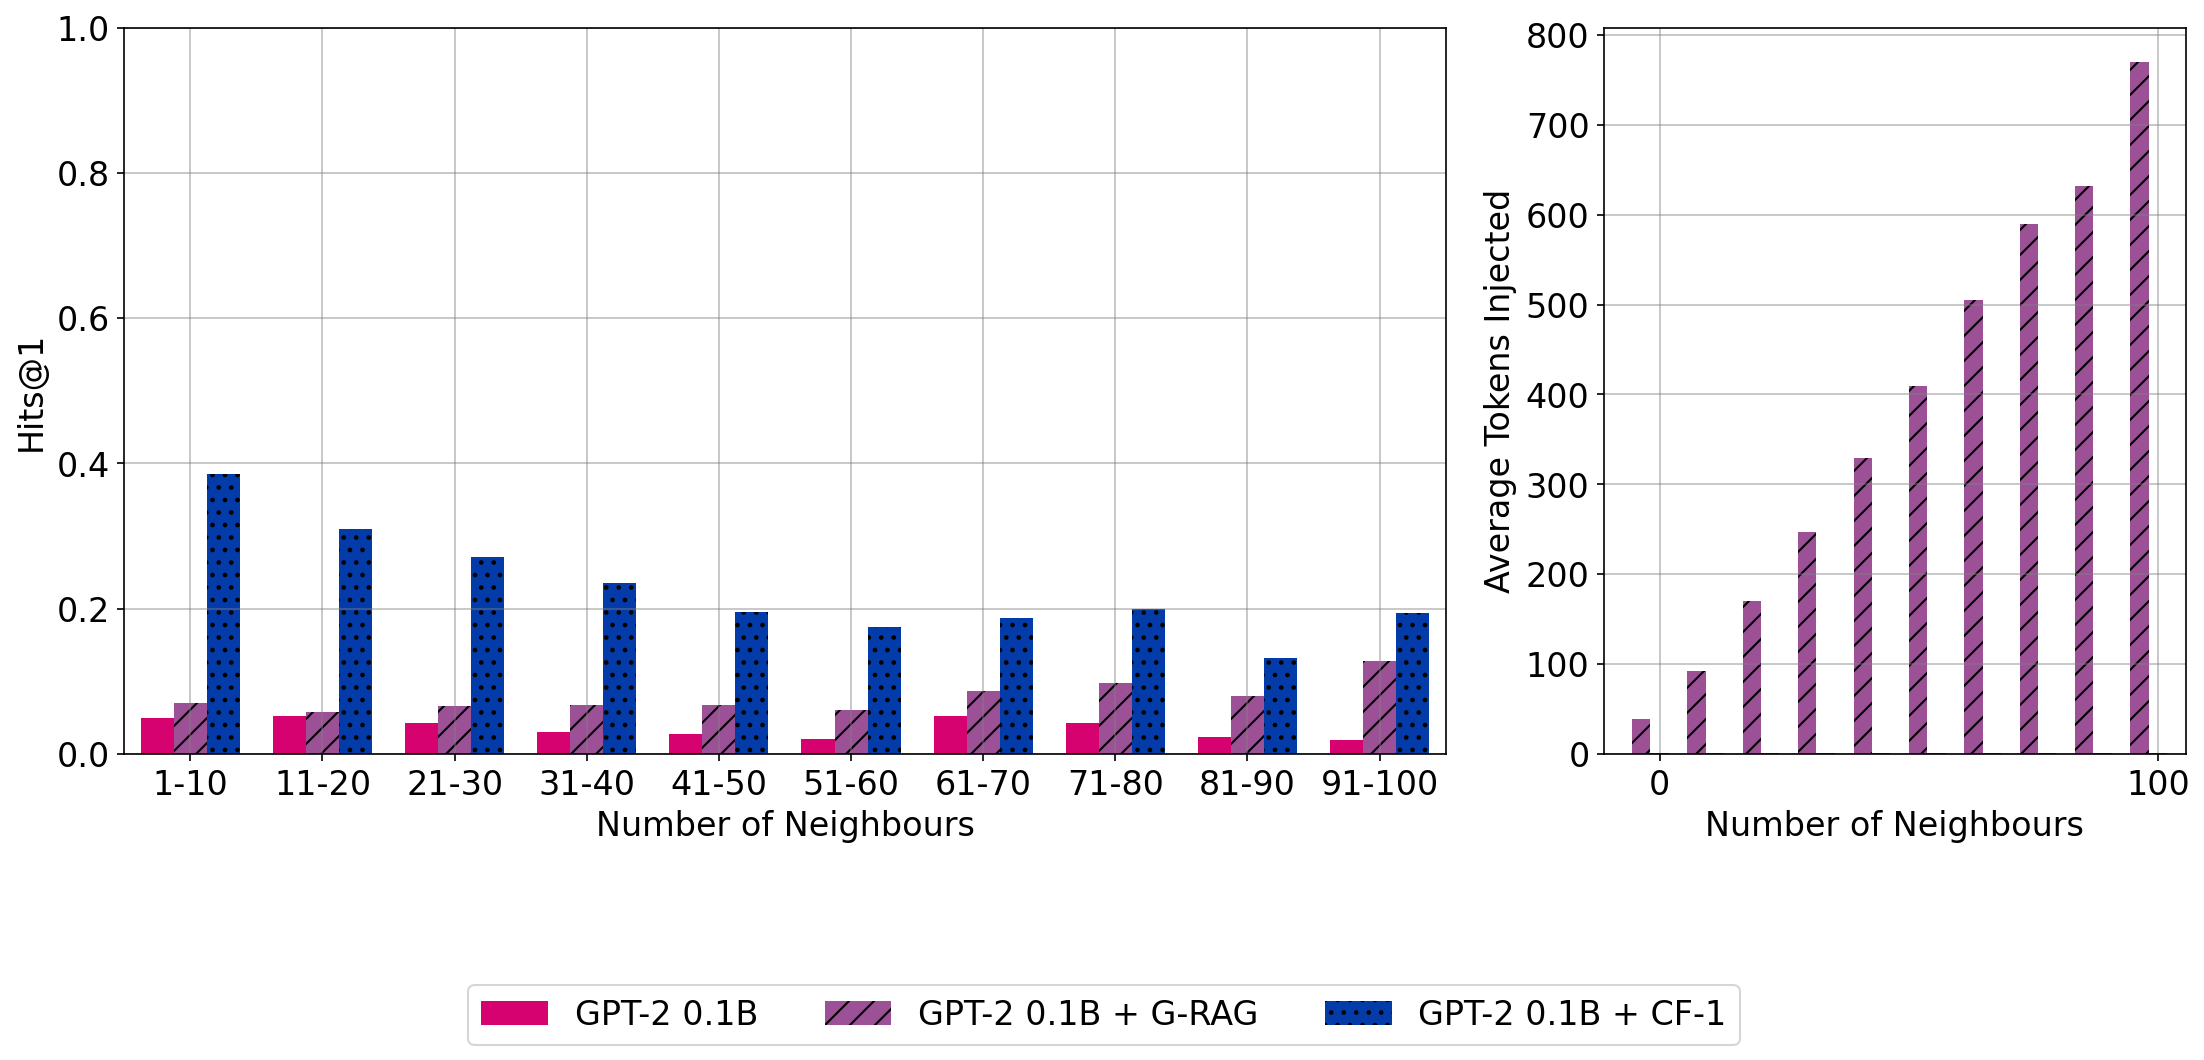 1.0
0.8
0.6
0.4
0.2
0.0
Hits@1
1-10 11-20 21-30 31-40 41-50 51-60 61-70 71-80 81-90 91-100
Number of Neighbours
800
700
600
500
400
300
200
100
0
Average Tokens Injected
0 100
Number of Neighbours
GPT-2 0.1B GPT-2 0.1B + G-RAG GPT-2 0.1B + CF-1